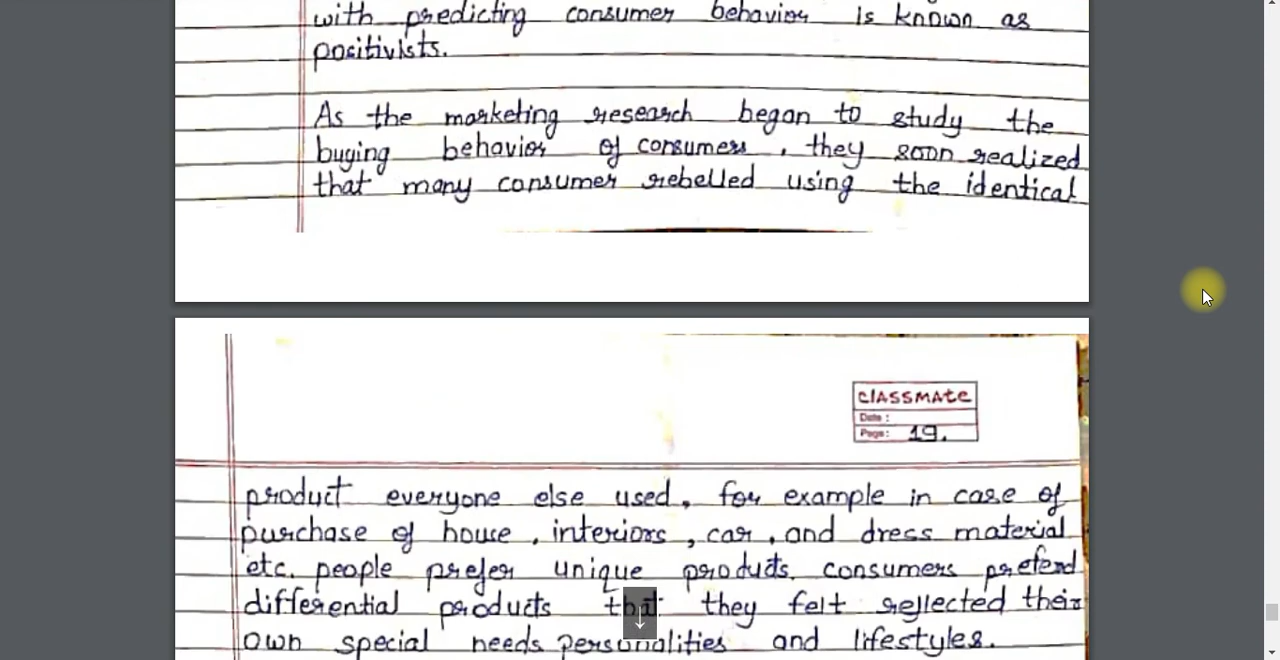 with predicting consumer behavior is known as
positivists.
As the marketing research began to study the
buying behavior of consumers, they soon realized
that many consumer rebelled using the identical
CLASSMATE
Date :
Page: 19.
product everyone else used, for example in case of
purchase of house, interiors, car, and dress material
etc. people prefer unique products. consumers prefend
differential products that they felt reflected their
own special needs personalities and lifestyles.